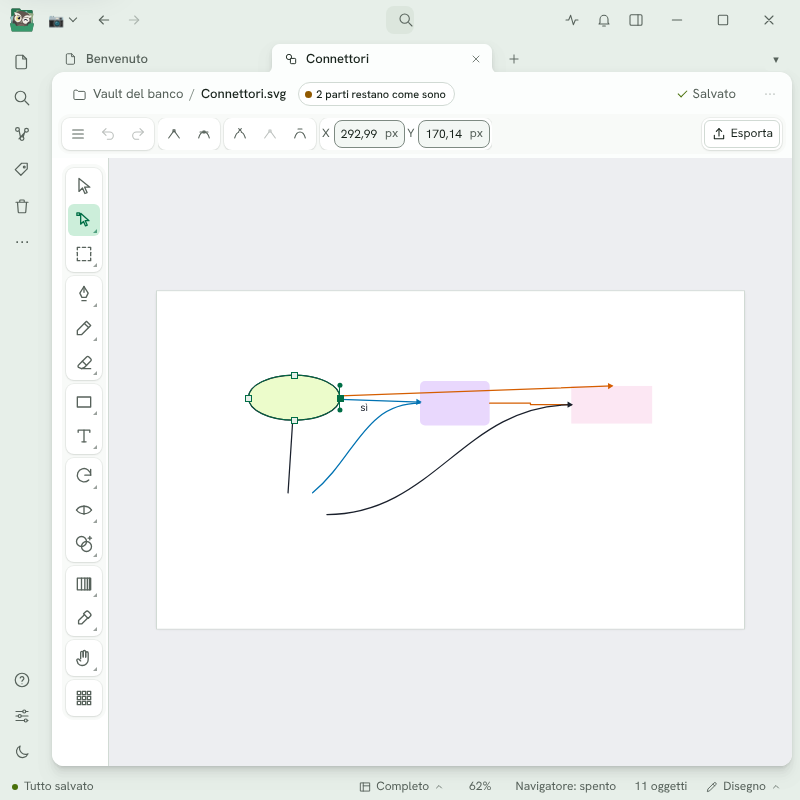 Benvenuto
Connettori
Vault del banco / Connettori.svg
2 parti restano come sono
Salvato
X 292,99 px Y 170,14 px
Esporta
sì
Tutto salvato
Completo
62%
Navigatore: spento
11 oggetti
Disegno